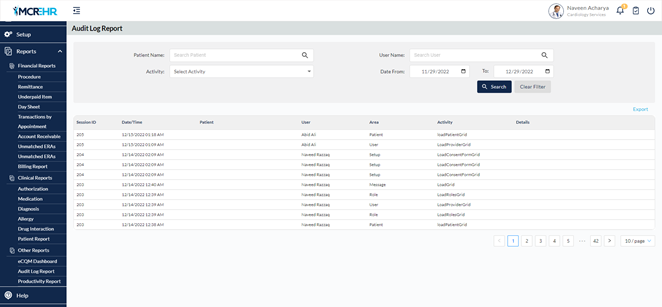 MCREHR
Naveen Acharya
Cardiology Services
Setup
Reports
Financial Reports
Procedure
Remittance
Underpaid Item
Day Sheet
Transactions by
Appointment
Account Receivable
Unmatched ERAs
Unmatched ERAs
Billing Report
Clinical Reports
Authorization
Medication
Diagnosis
Allergy
Drug Interaction
Patient Report
Other Reports
eCQM Dashboard
Audit Log Report
Productivity Report
Help
Audit Log Report
Patient Name: Search Patient User Name: Search User
Activity: Select Activity Date From: 11/29/2022 To: 12/29/2022
Search Clear Filter
Export
Session ID Date/Time Patient User Area Activity Details
205 12/15/2022 01:18 AM Abid Ali Patient loadPatientGrid
205 12/15/2022 01:18 AM Abid Ali User LoadProviderGrid
204 12/14/2022 02:09 AM Naveed Razzaq Setup LoadConsentFormGrid
204 12/14/2022 02:09 AM Naveed Razzaq Setup LoadConsentFormGrid
204 12/14/2022 02:09 AM Naveed Razzaq Setup LoadConsentFormGrid
203 12/14/2022 12:40 AM Naveed Razzaq Message LoadGrid
203 12/14/2022 12:39 AM Naveed Razzaq Role LoadRolesGrid
203 12/14/2022 12:39 AM Naveed Razzaq User LoadProviderGrid
203 12/14/2022 12:39 AM Naveed Razzaq Role LoadRolesGrid
203 12/14/2022 12:38 AM Naveed Razzaq Patient loadPatientGrid
< 1 2 3 4 5 ••• 42 > 10 / page